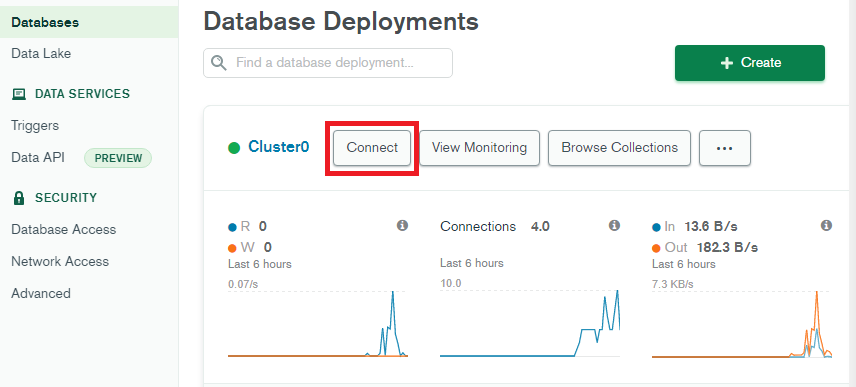 Databases
Data Lake
DATA SERVICES
Triggers
Data API PREVIEW
SECURITY
Database Access
Network Access
Advanced
Database Deployments
Find a database deployment...
+ Create
Cluster0 Connect View Monitoring Browse Collections ...
R 0
W 0
Last 6 hours
0.07/s
Connections 4.0
Last 6 hours
10.0
In 13.6 B/s
Out 182.3 B/s
Last 6 hours
7.3 KB/s